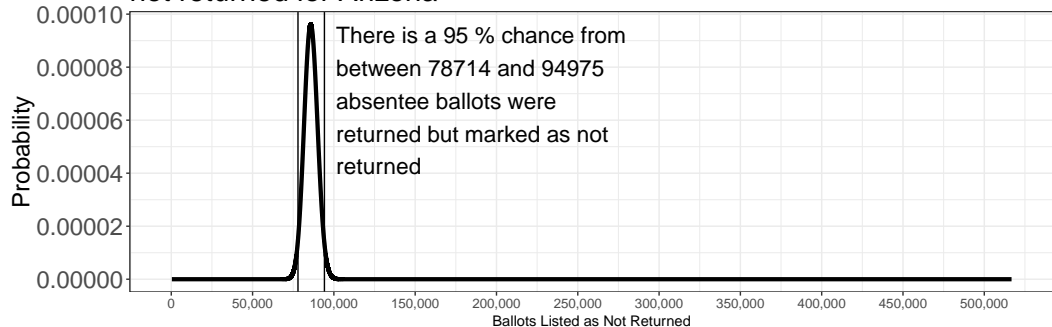 0.00010
There is a 95 % chance from
0.00008
between 78714 and 94975
absentee ballots were
0.00006
returned but marked as not
0.00004
returned
0.00002
0.00000
Probability
0 50,000 100,000 150,000 200,000 250,000 300,000 350,000 400,000 450,000 500,000
Ballots Listed as Not Returned